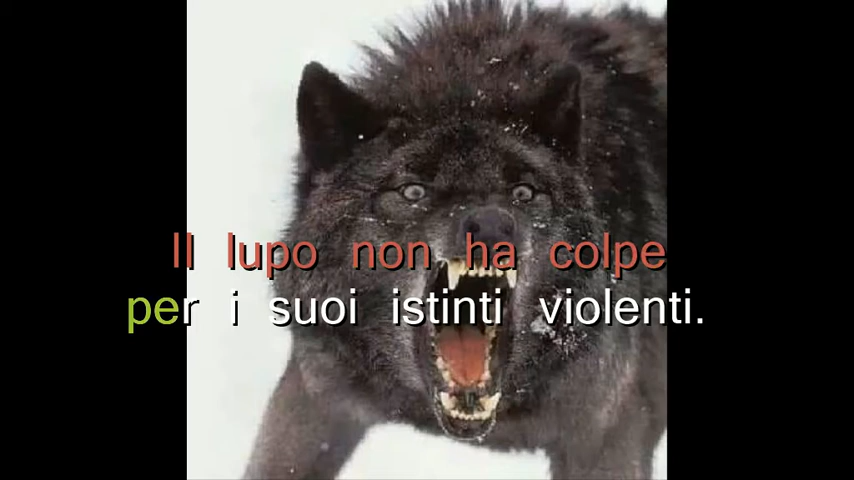 Il lupo non ha colpe
per i suoi istinti violenti.